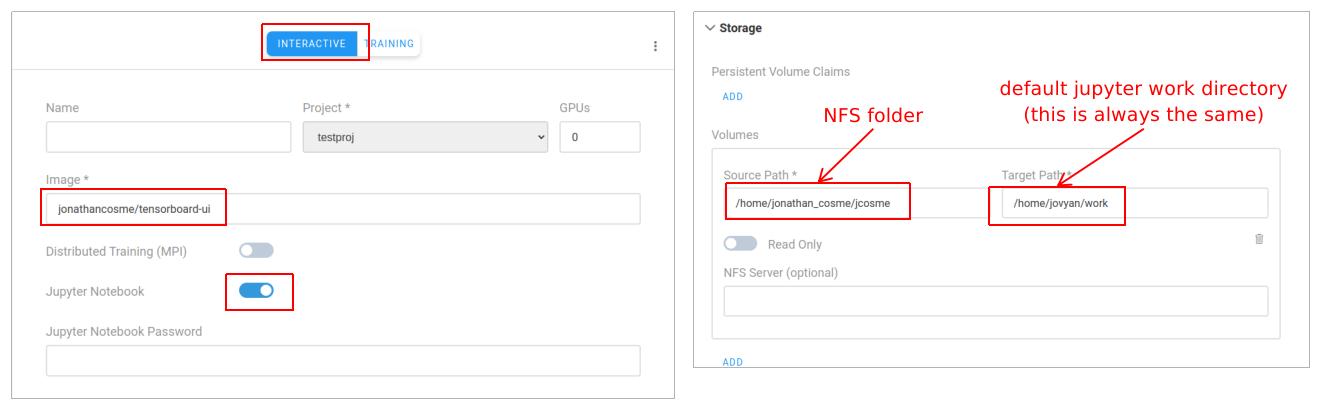 INTERACTIVE TRAINING
Name Project * GPUs
testproj 0
Image *
jonathancosme/tensorboard-ui
Distributed Training (MPI)
Jupyter Notebook
Jupyter Notebook Password
Storage
Persistent Volume Claims
ADD
default jupyter work directory
(this is always the same)
NFS folder
Volumes
Source Path * Target Path *
/home/jonathan_cosme/jcosme /home/jovyan/work
Read Only
NFS Server (optional)
ADD